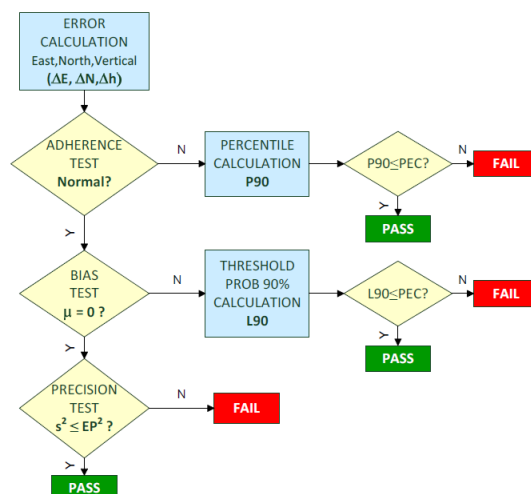 ERROR
CALCULATION
East,North,Vertical
(ΔE, ΔN,Δh)
ADHERENCE
TEST
Normal?
N
PERCENTILE
CALCULATION
P90
P90≤PEC?
N
FAIL
Y
PASS
Y
BIAS
TEST
μ = 0 ?
N
THRESHOLD
PROB 90%
CALCULATION
L90
L90≤PEC?
N
FAIL
Y
PASS
Y
PRECISION
TEST
s² ≤ EP² ?
N
FAIL
Y
PASS